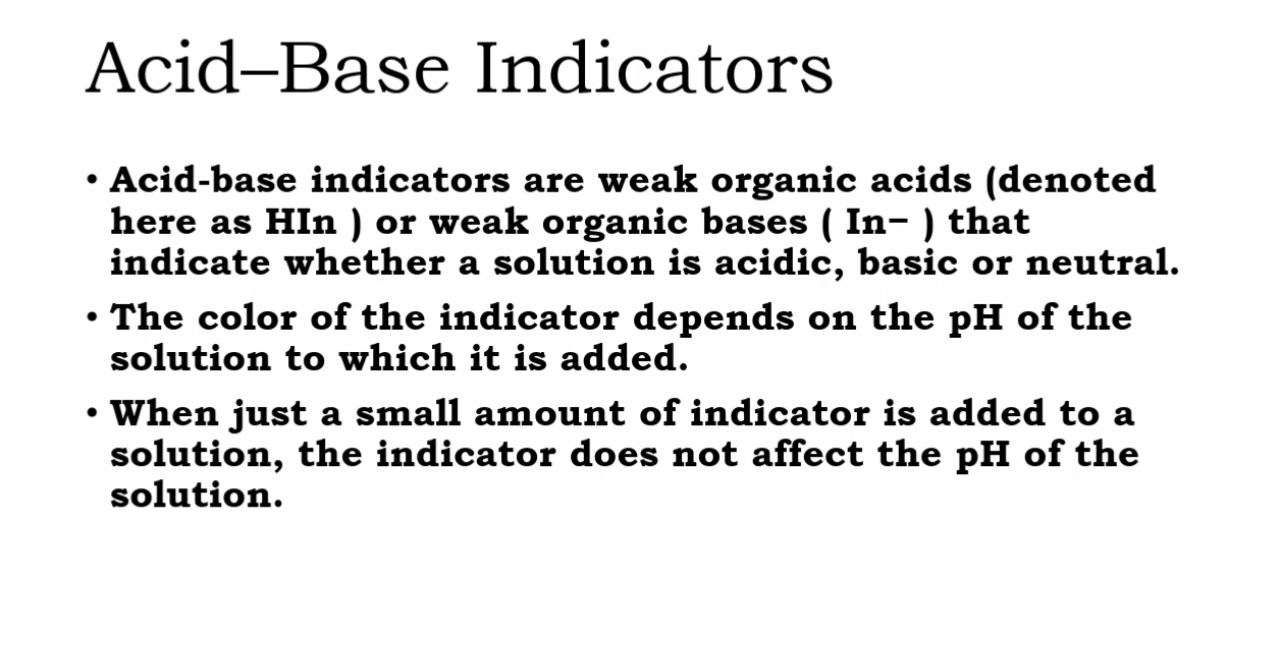 Acid–Base Indicators
• Acid-base indicators are weak organic acids (denoted
here as HIn ) or weak organic bases ( In− ) that
indicate whether a solution is acidic, basic or neutral.
• The color of the indicator depends on the pH of the
solution to which it is added.
• When just a small amount of indicator is added to a
solution, the indicator does not affect the pH of the
solution.